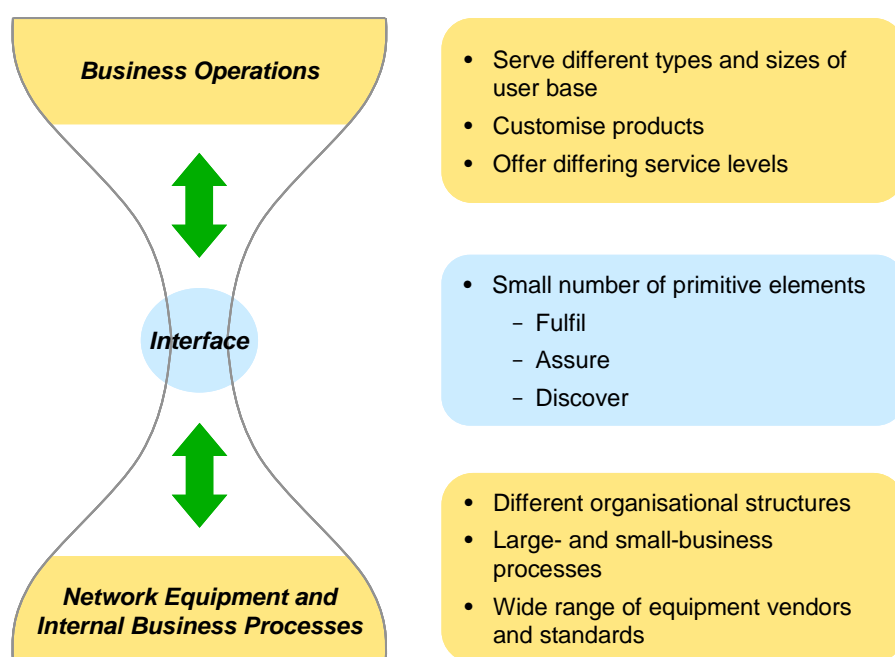 Business Operations
• Serve different types and sizes of
user base
• Customise products
• Offer differing service levels
Interface
• Small number of primitive elements
– Fulfil
– Assure
– Discover
Network Equipment and
Internal Business Processes
• Different organisational structures
• Large- and small-business
processes
• Wide range of equipment vendors
and standards